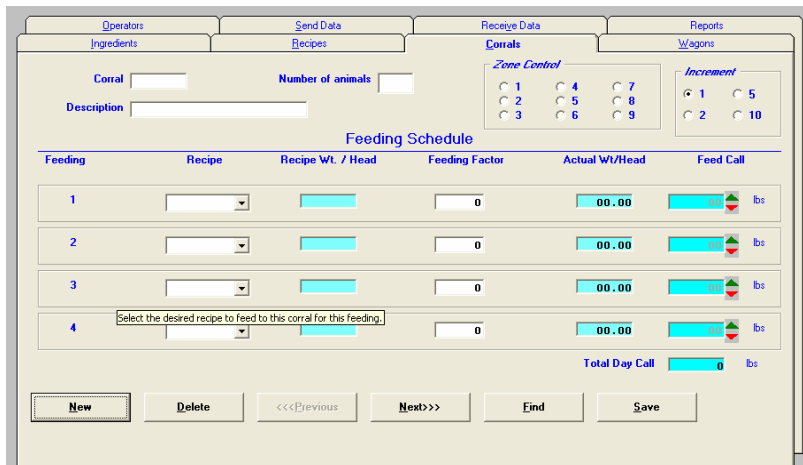 Operators Send Data Receive Data Reports
Ingredients Recipes Corrals Wagons
Zone Control
Increment
Corral Number of animals
1 4 7
2 5 8
3 6 9
1 5
2 10
Description
Feeding Schedule
Feeding Recipe Recipe Wt. / Head Feeding Factor Actual Wt/Head Feed Call
1 0 00.00 lbs
2 0 00.00 lbs
3 0 00.00 lbs
Select the desired recipe to feed to this corral for this feeding.
4 0 00.00 lbs
Total Day Call 0 lbs
New Delete <<<Previous Next>>> Find Save